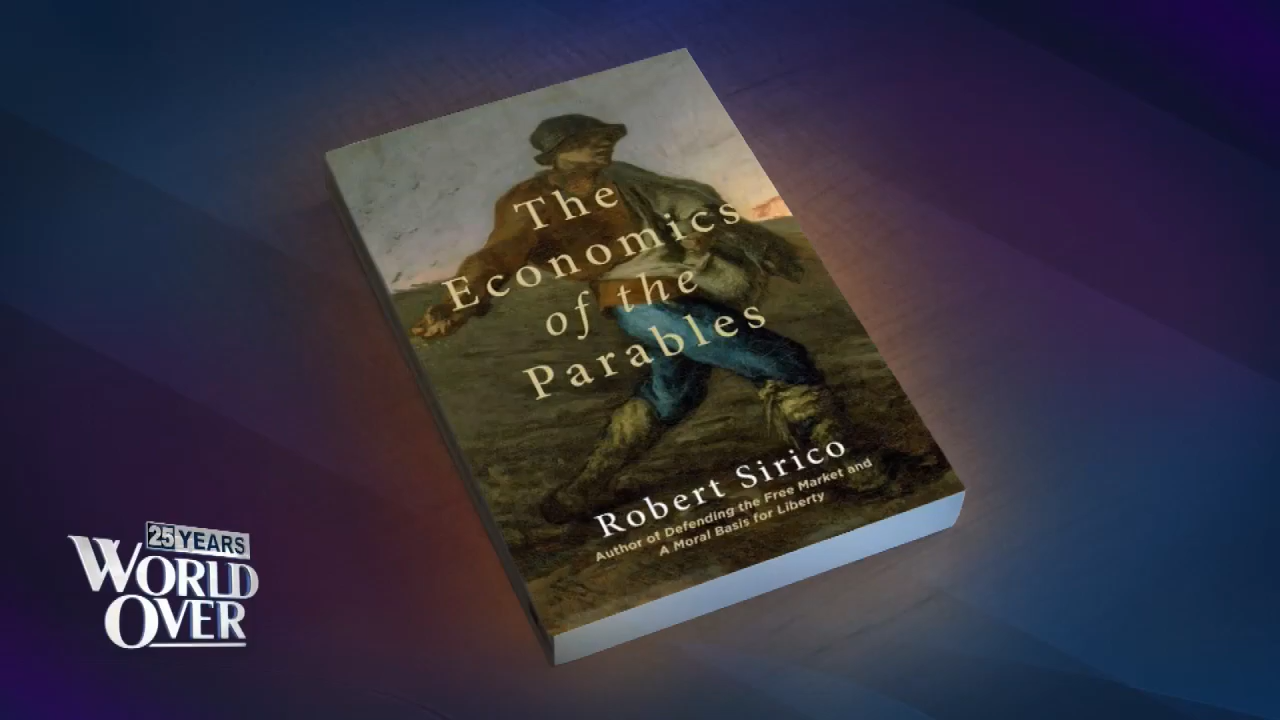 The
Economics
of the
Parables
Robert Sirico
Author of Defending the Free Market and
A Moral Basis for Liberty
25 YEARS
WORLD
OVER